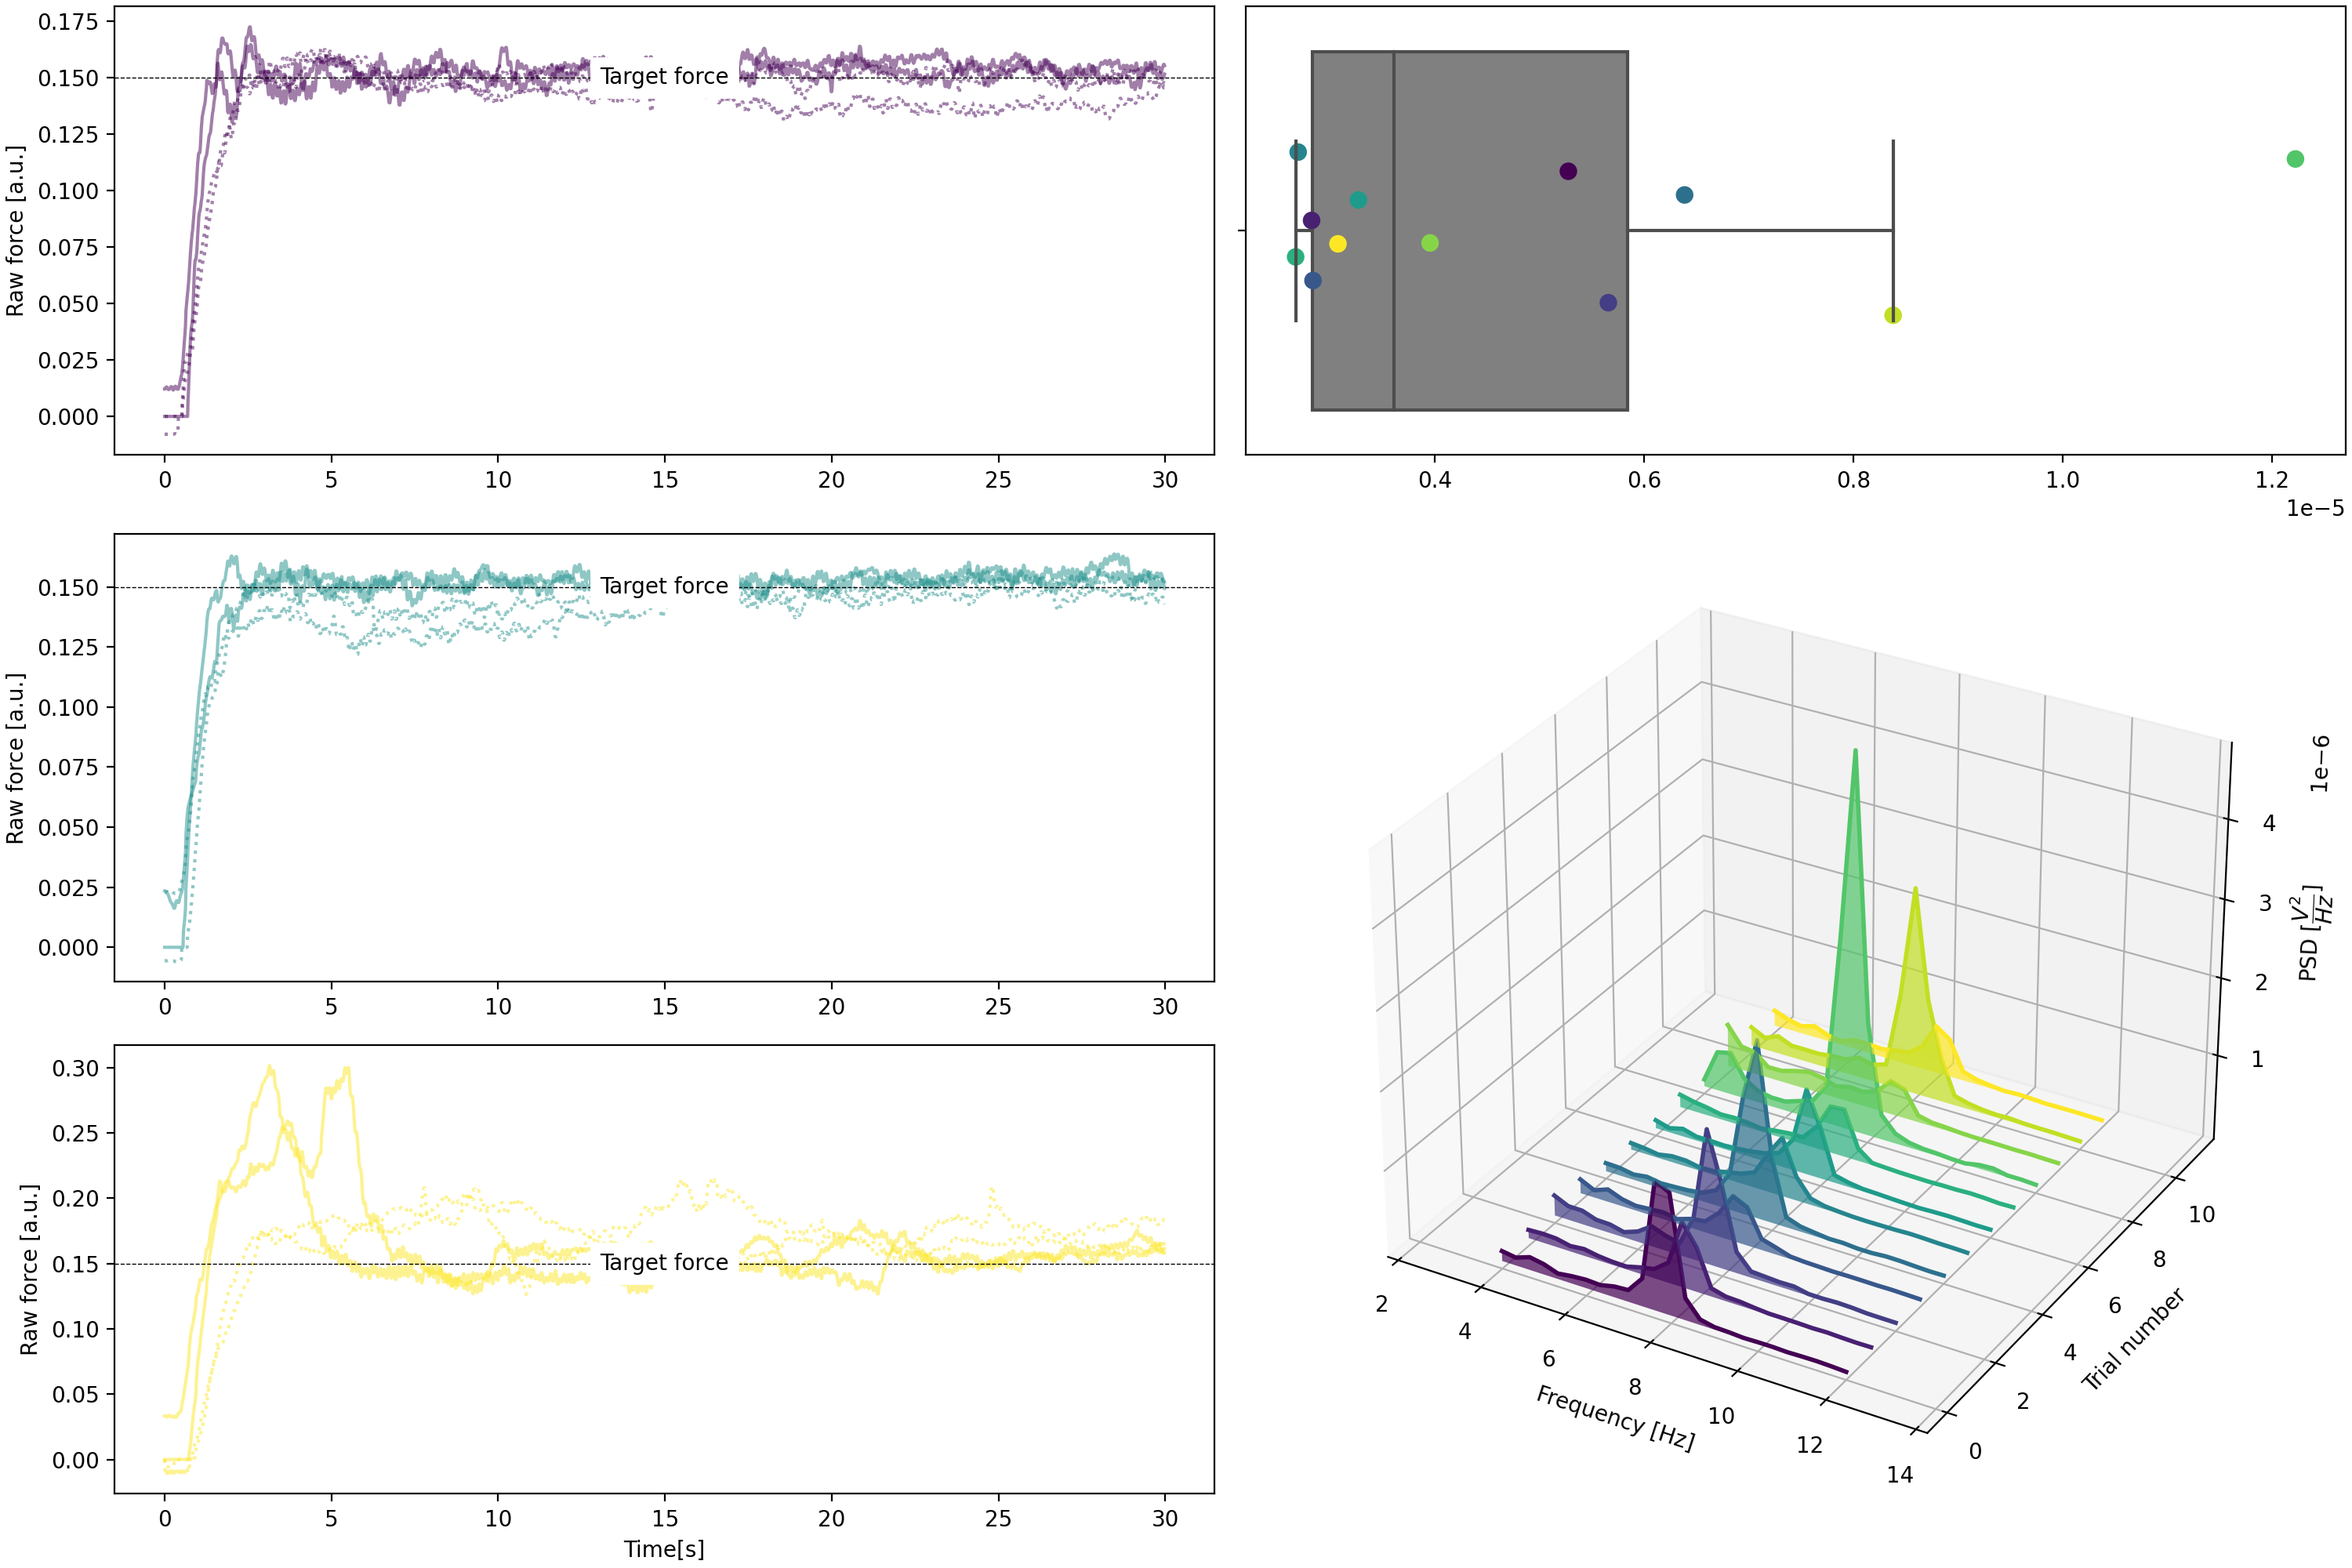 0.175
0.150
0.125
0.100
0.075
0.050
0.025
0.000
Raw force [a.u.]
Target force
0 5 10 15 20 25 30
0.4 0.6 0.8 1.0 1.2
1e−5
0.150
0.125
0.100
0.075
0.050
0.025
0.000
Raw force [a.u.]
Target force
0 5 10 15 20 25 30
0.30
0.25
0.20
0.15
0.10
0.05
0.00
Raw force [a.u.]
Target force
0 5 10 15 20 25 30
Time[s]
1e−6
4
3
2
1
PSD [V²/Hz]
2 4 6 8 10 12 14
Frequency [Hz]
0 2 4 6 8 10
Trial number